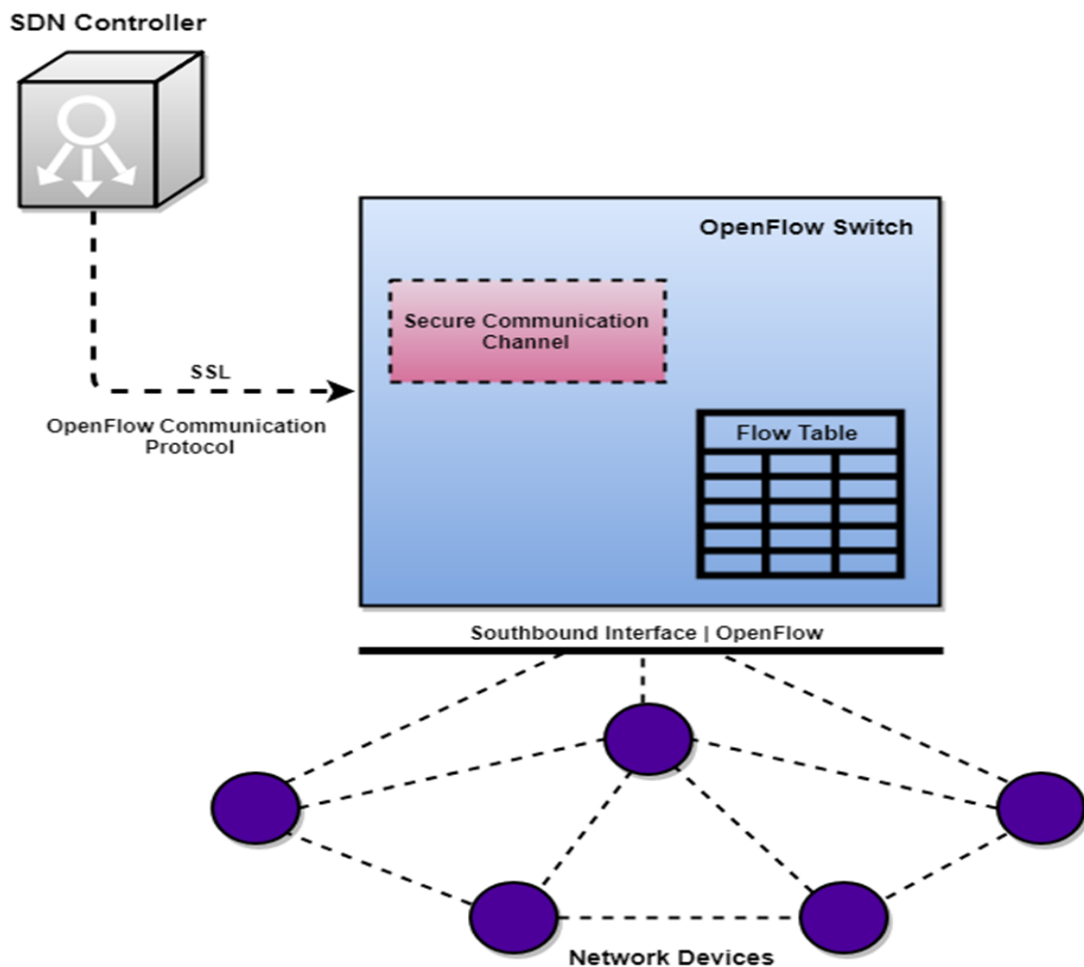 SDN Controller
OpenFlow Switch
Secure Communication
Channel
SSL
OpenFlow Communication
Protocol
Flow Table
Southbound Interface | OpenFlow
Network Devices